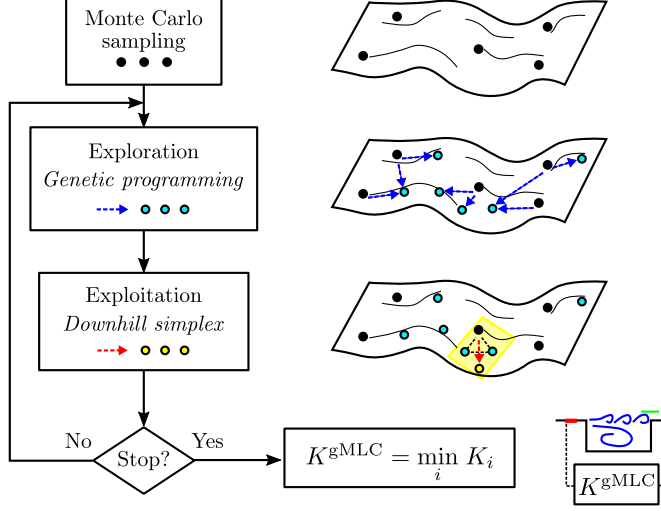 Monte Carlo
sampling
Exploration
Genetic programming
Exploitation
Downhill simplex
No
Yes
Stop?
K^gMLC = min_i K_i
K^gMLC